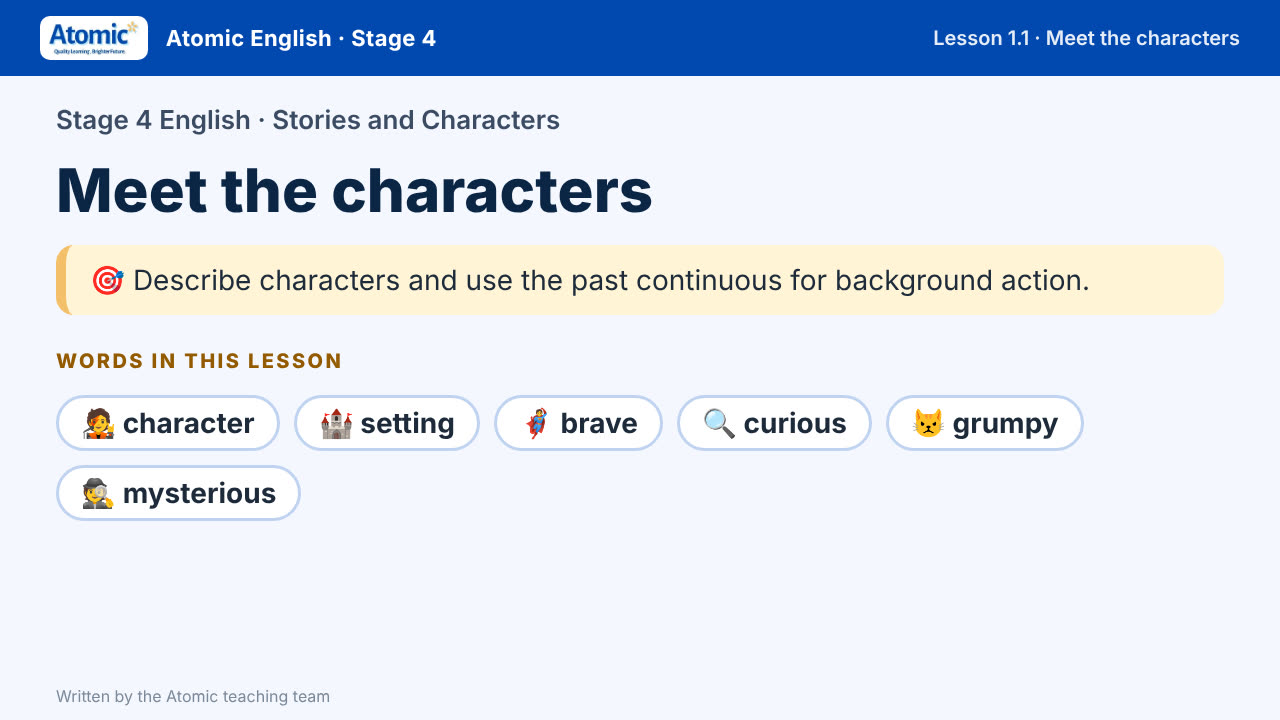 Atomic
Quality Learning . Brighter Future
Atomic English · Stage 4
Lesson 1.1 · Meet the characters
Stage 4 English · Stories and Characters
Meet the characters
Describe characters and use the past continuous for background action.
WORDS IN THIS LESSON
character setting brave curious grumpy
mysterious
Written by the Atomic teaching team